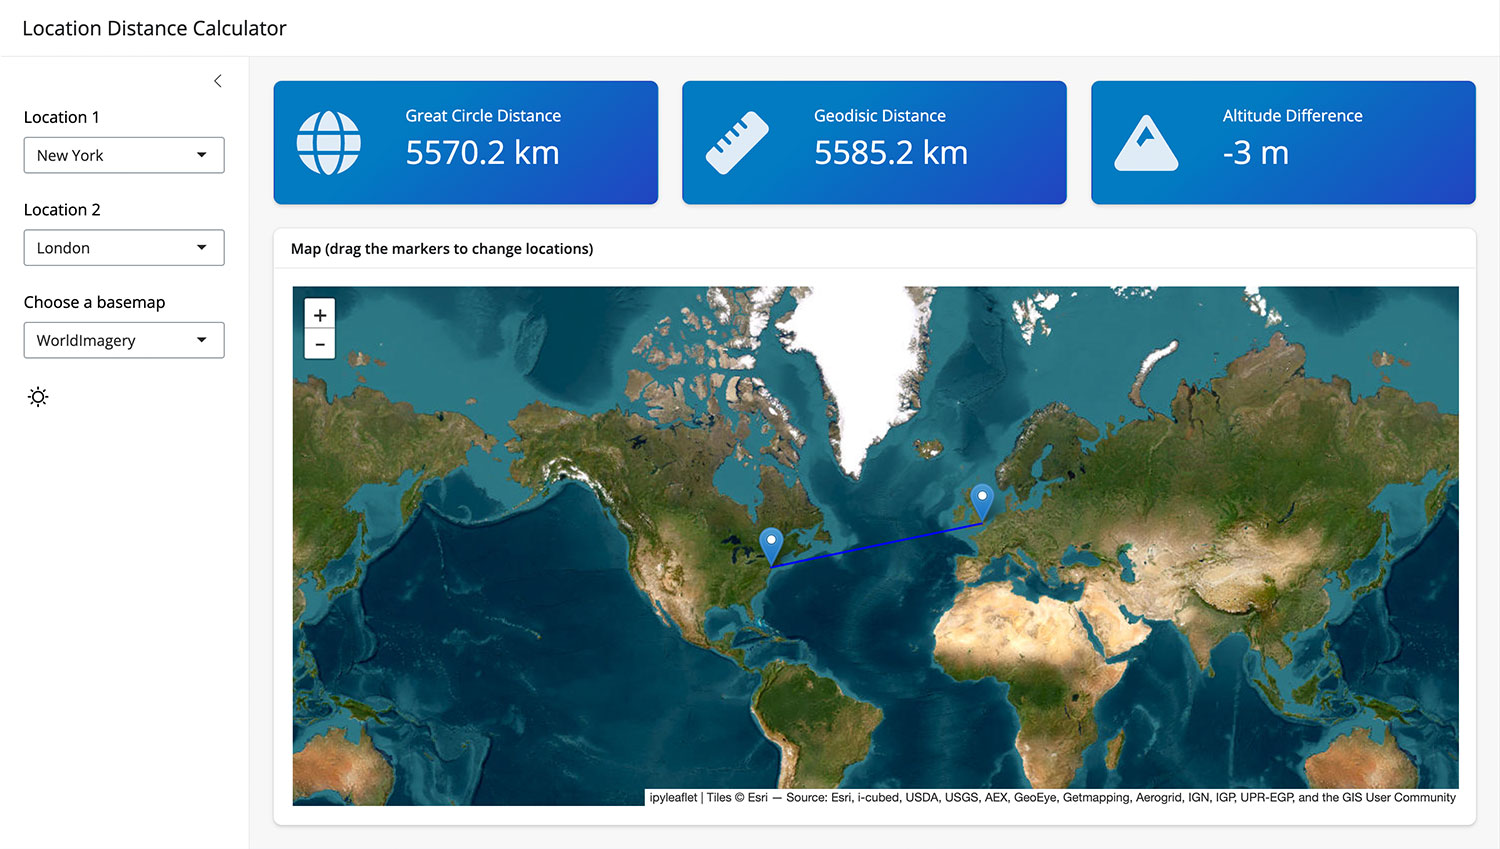 Location Distance Calculator
Location 1
New York
Location 2
London
Choose a basemap
WorldImagery
Great Circle Distance
5570.2 km
Geodisic Distance
5585.2 km
Altitude Difference
-3 m
Map (drag the markers to change locations)
+
−
ipyleaflet | Tiles © Esri — Source: Esri, i-cubed, USDA, USGS, AEX, GeoEye, Getmapping, Aerogrid, IGN, IGP, UPR-EGP, and the GIS User Community